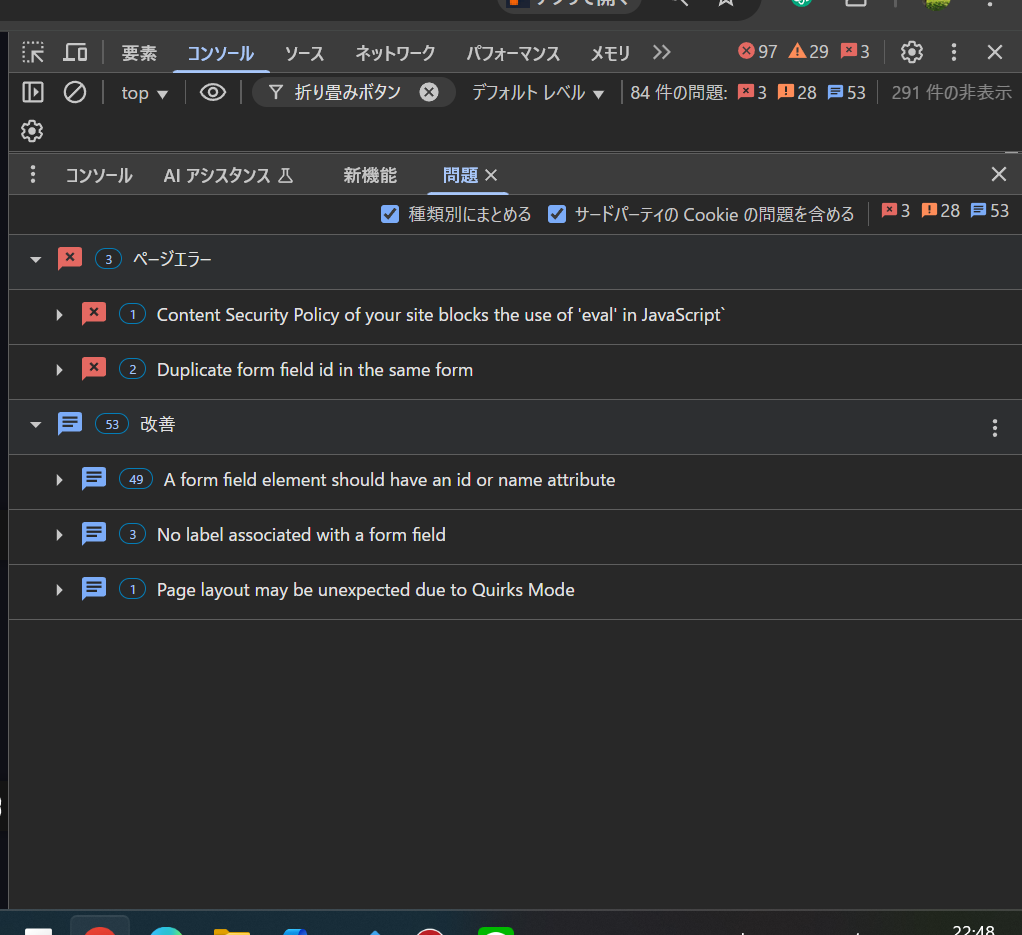 要素 コンソール ソース ネットワーク パフォーマンス メモリ 97 29 3
top 折り畳みボタン デフォルト レベル 84 件の問題: 3 28 53 291 件の非表示
コンソール AI アシスタンス 新機能 問題
種類別にまとめる サードパーティの Cookie の問題を含める 3 28 53
3 ページエラー
1 Content Security Policy of your site blocks the use of 'eval' in JavaScript`
2 Duplicate form field id in the same form
53 改善
49 A form field element should have an id or name attribute
3 No label associated with a form field
1 Page layout may be unexpected due to Quirks Mode
22:48